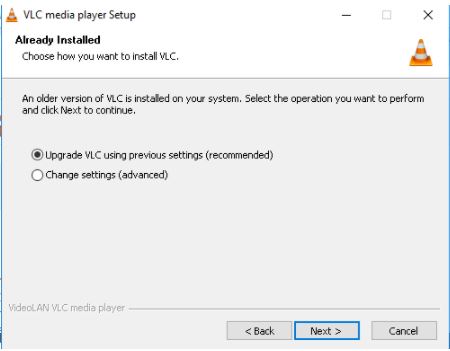 VLC media player Setup
Already Installed
Choose how you want to install VLC.
An older version of VLC is installed on your system. Select the operation you want to perform
and click Next to continue.
Upgrade VLC using previous settings (recommended)
Change settings (advanced)
VideoLAN VLC media player
< Back
Next >
Cancel